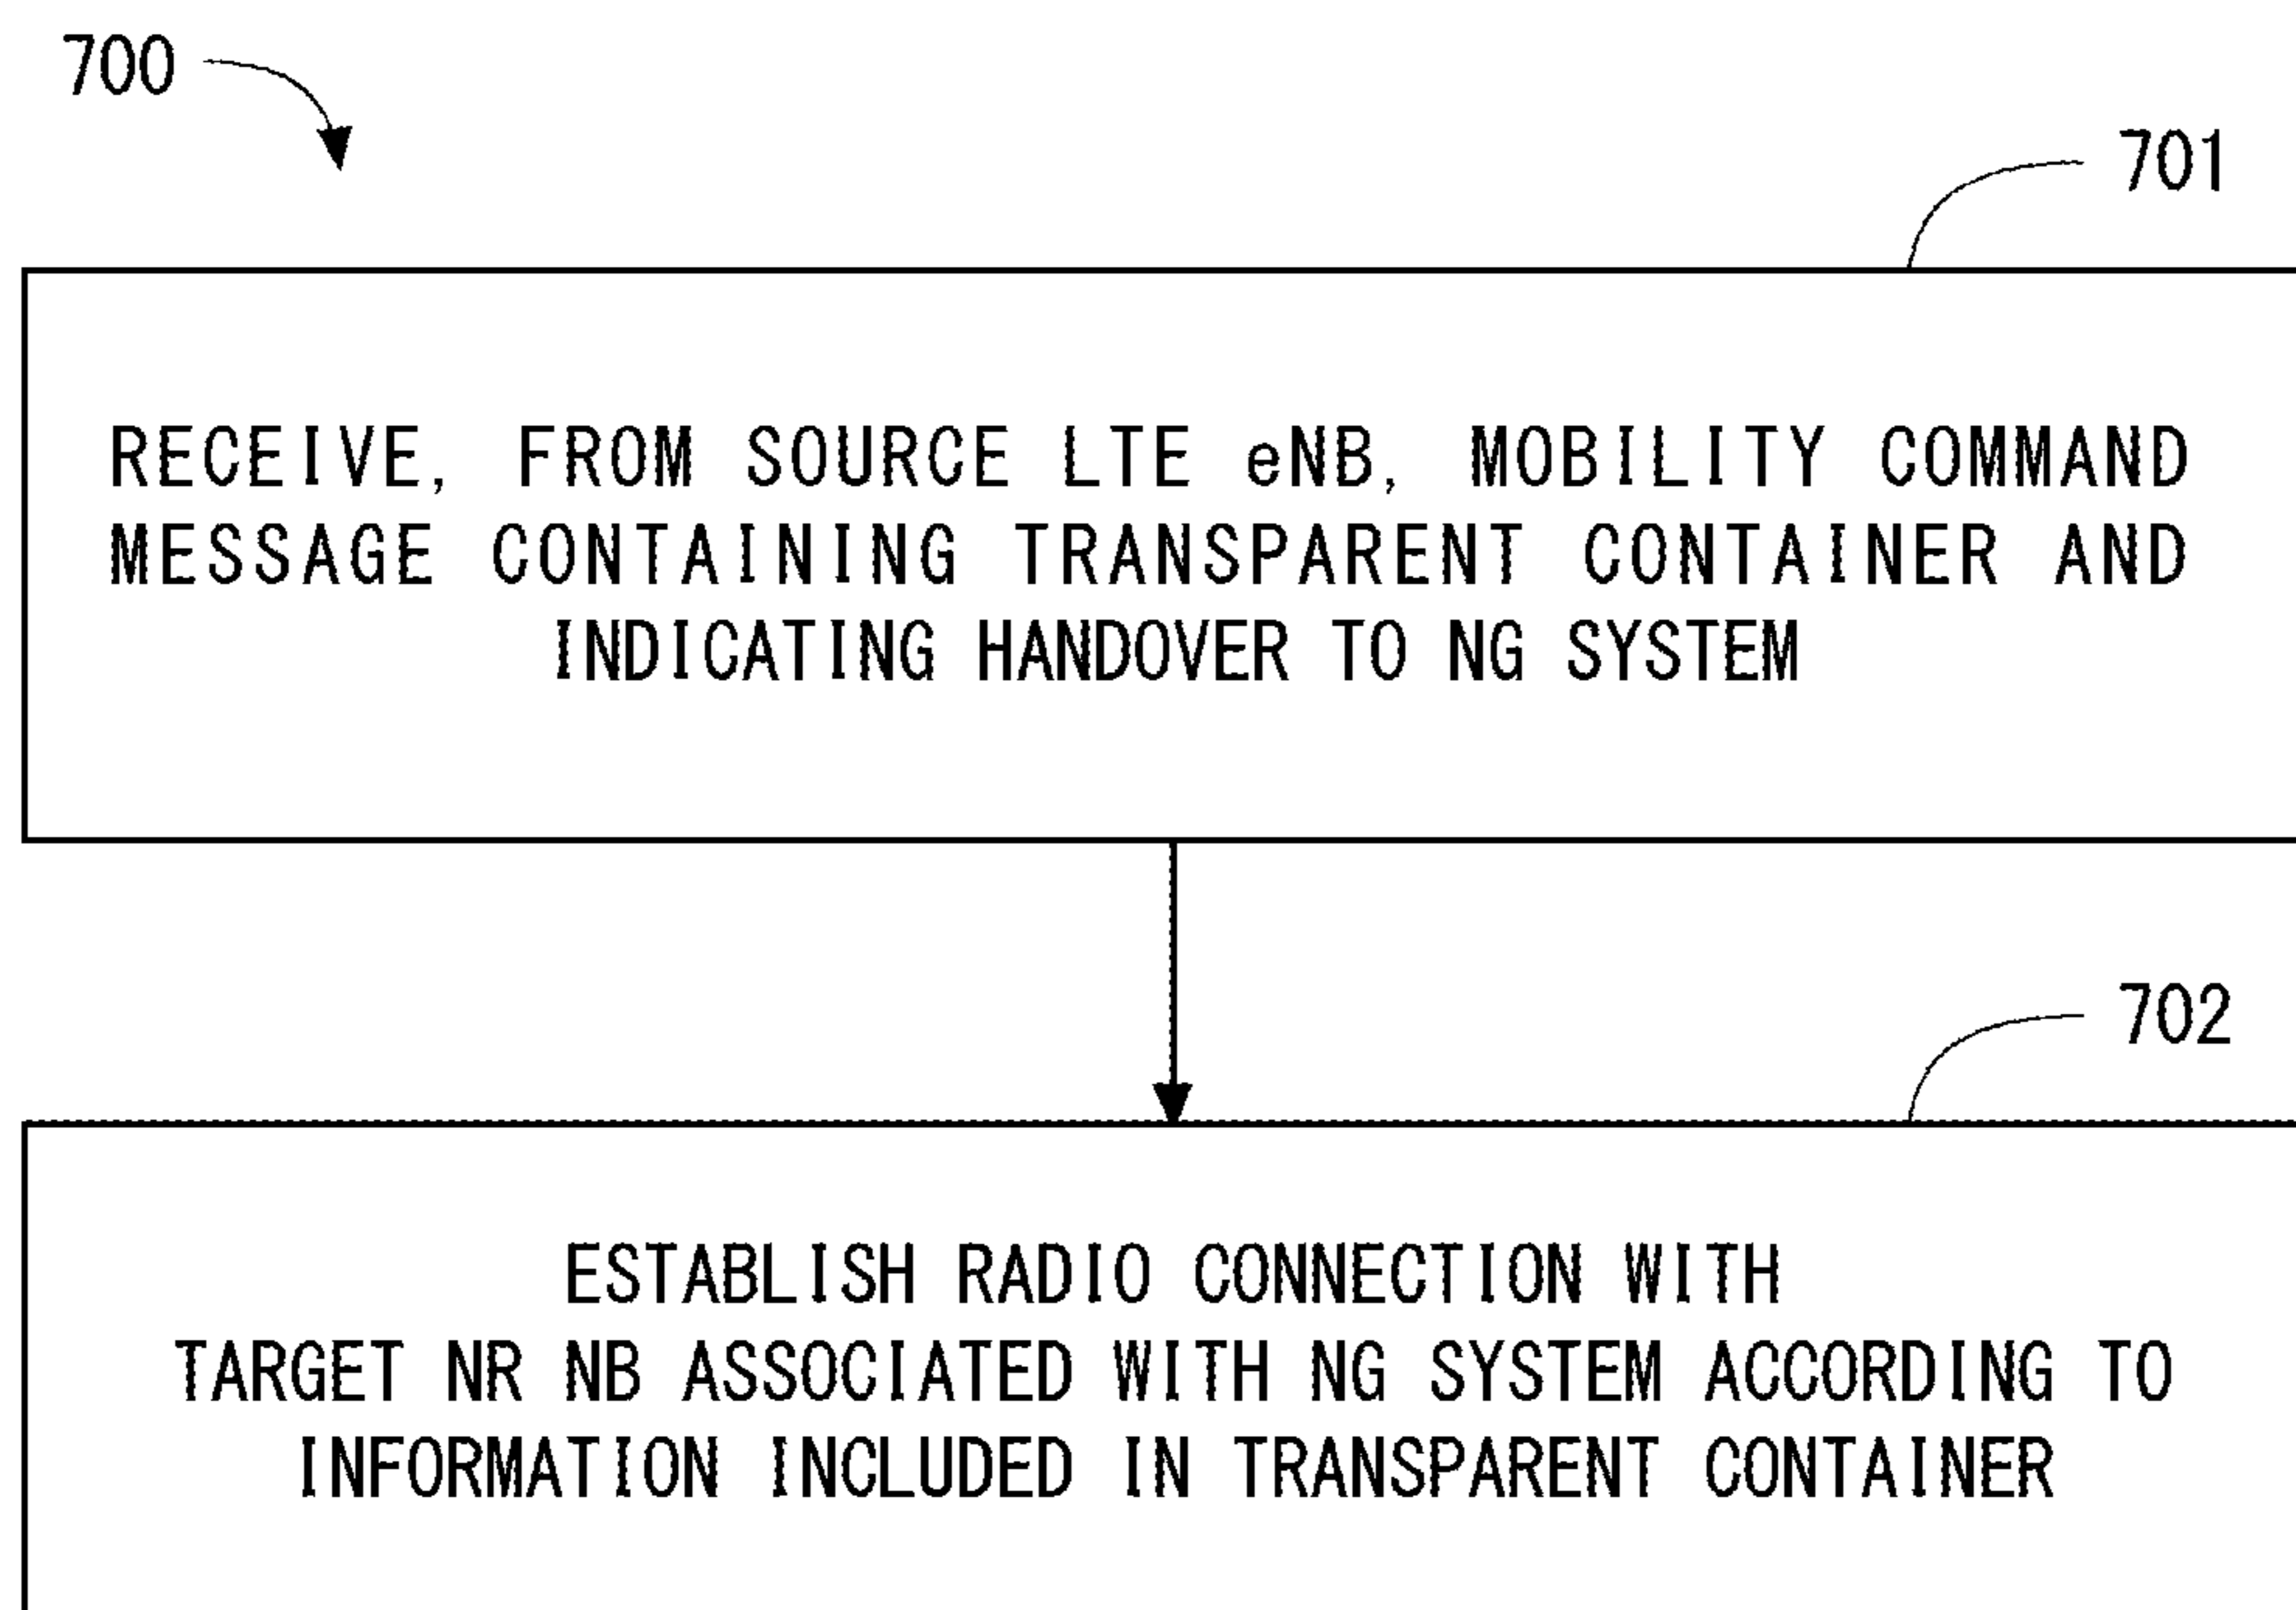 700
701
RECEIVE, FROM SOURCE LTE eNB, MOBILITY COMMAND
MESSAGE CONTAINING TRANSPARENT CONTAINER AND
INDICATING HANDOVER TO NG SYSTEM
702
ESTABLISH RADIO CONNECTION WITH
TARGET NR NB ASSOCIATED WITH NG SYSTEM ACCORDING TO
INFORMATION INCLUDED IN TRANSPARENT CONTAINER